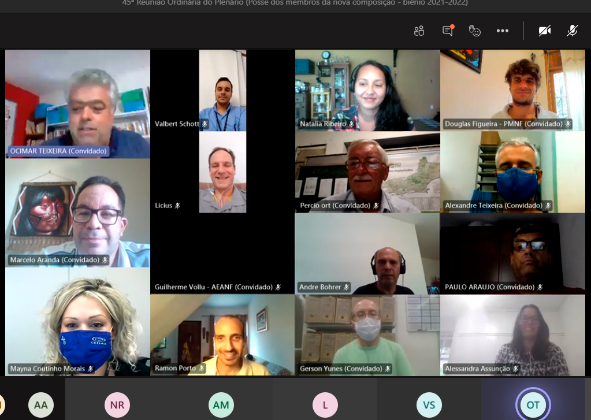 45ª Reunião Ordinária do Plenário (Posse dos membros da nova composição - biênio 2021-2022)
OCIMAR TEIXEIRA (Convidado)
Valbert Schott
Natália Ribeiro
Douglas Figueira - PMNF (Convidado)
Marcelo Aranda (Convidado)
Licius
Percio ort (Convidado)
Alexandre Teixeira (Convidado)
Guilherme Vollu - AEANF (Convidado)
Andre Bohrer
PAULO ARAUJO (Convidado)
Mayna Coutinho Morais
Ramon Porto
Gerson Yunes (Convidado)
Alessandra Assunção
AA
NR
AM
L
VS
OT